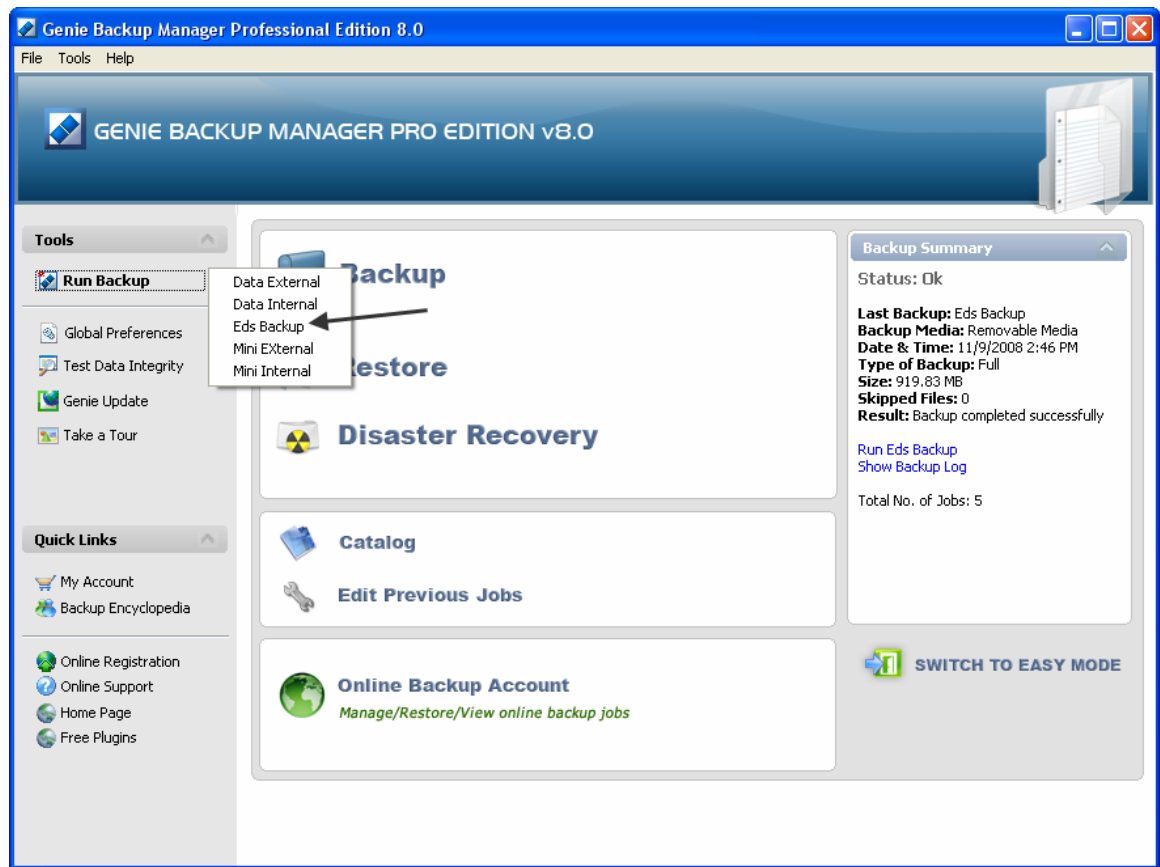 Genie Backup Manager Professional Edition 8.0
File Tools Help
GENIE BACKUP MANAGER PRO EDITION v8.0
Tools
Run Backup
Data External
Data Internal
Eds Backup
Mini EXternal
Mini Internal
Global Preferences
Test Data Integrity
Genie Update
Take a Tour
Quick Links
My Account
Backup Encyclopedia
Online Registration
Online Support
Home Page
Free Plugins
Backup
Restore
Disaster Recovery
Catalog
Edit Previous Jobs
Online Backup Account
Manage/Restore/View online backup jobs
Backup Summary
Status: Ok
Last Backup: Eds Backup
Backup Media: Removable Media
Date & Time: 11/9/2008 2:46 PM
Type of Backup: Full
Size: 919.83 MB
Skipped Files: 0
Result: Backup completed successfully
Run Eds Backup
Show Backup Log
Total No. of Jobs: 5
SWITCH TO EASY MODE